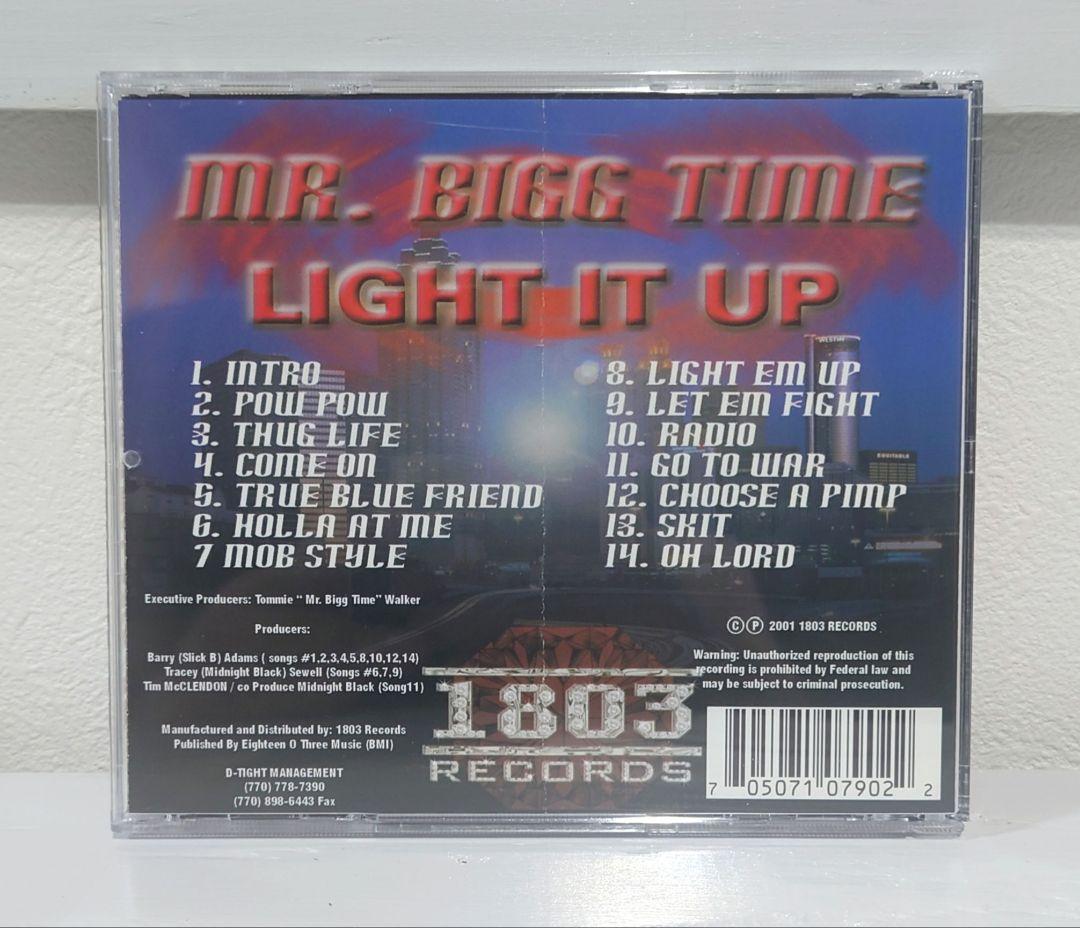 MR. BIGG TIME
LIGHT IT UP
1. INTRO
2. POW POW
3. THUG LIFE
4. COME ON
5. TRUE BLUE FRIEND
6. HOLLA AT ME
7 MOB STYLE
8. LIGHT EM UP
9. LET EM FIGHT
10. RADIO
11. GO TO WAR
12. CHOOSE A PIMP
13. SKIT
14. OH LORD
WESTIN
EQUITABLE
Executive Producers: Tommie " Mr. Bigg Time" Walker
Producers:
Barry (Slick B) Adams ( songs #1,2,3,4,5,8,10,12,14)
Tracey (Midnight Black) Sewell (Songs #6,7,9)
Tim McCLENDON / co Produce Midnight Black (Song11)
Manufactured and Distributed by: 1803 Records
Published By Eighteen O Three Music (BMI)
D-TIGHT MANAGEMENT
(770) 778-7390
(770) 898-6443 Fax
1803
RECORDS
Ⓒ Ⓟ 2001 1803 RECORDS
Warning: Unauthorized reproduction of this
recording is prohibited by Federal law and
may be subject to criminal prosecution.
7 05071 07902 2